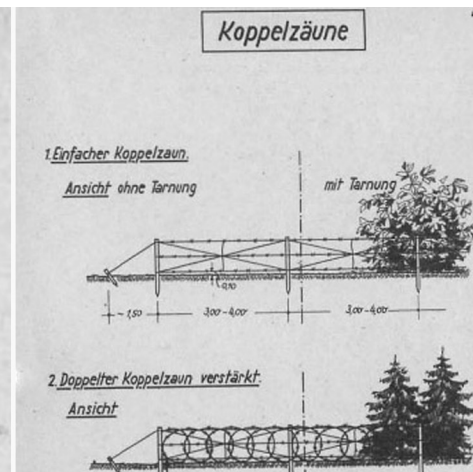 Koppelzäune
1. Einfacher Koppelzaun.
Ansicht ohne Tarnung
mit Tarnung
0,10
~ 1,50
3,00 - 4,00
3,00 - 4,00
2. Doppelter Koppelzaun verstärkt.
Ansicht